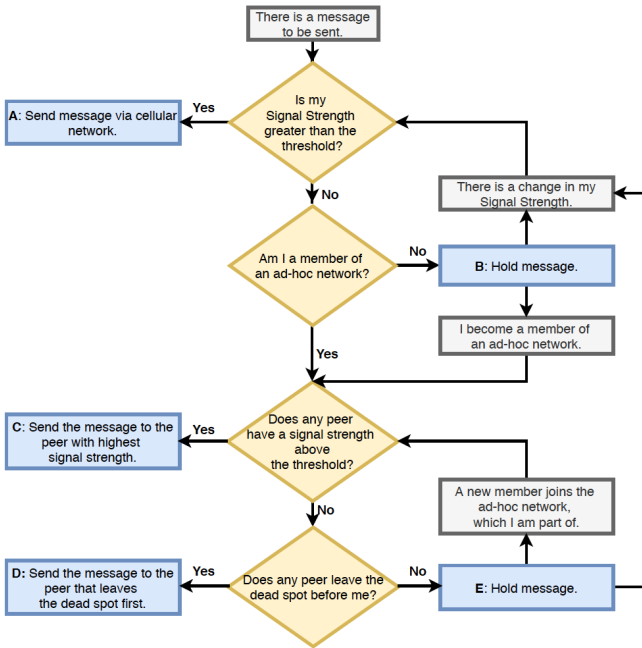 There is a message
to be sent.
Is my
Signal Strength
greater than the
threshold?
Yes
A: Send message via cellular
network.
No
There is a change in my
Signal Strength.
Am I a member of
an ad-hoc network?
No
B: Hold message.
I become a member of
an ad-hoc network.
Yes
Does any peer
have a signal strength
above
the threshold?
Yes
C: Send the message to the
peer with highest
signal strength.
No
A new member joins the
ad-hoc network,
which I am part of.
Does any peer leave the
dead spot before me?
Yes
D: Send the message to the
peer that leaves
the dead spot first.
No
E: Hold message.